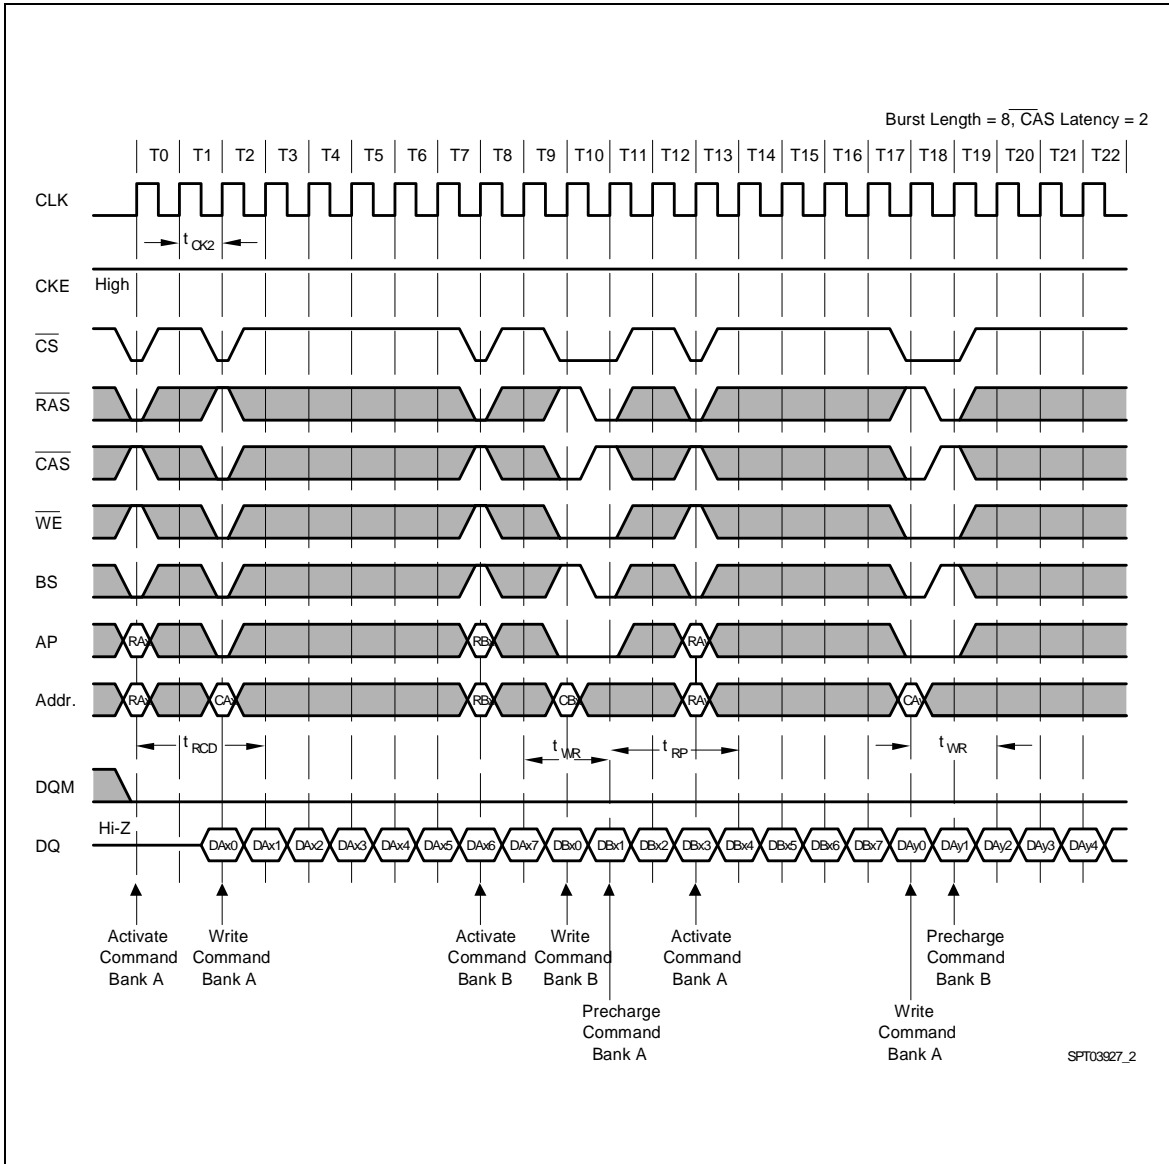 Burst Length = 8, CAS Latency = 2
T0 T1 T2 T3 T4 T5 T6 T7 T8 T9 T10 T11 T12 T13 T14 T15 T16 T17 T18 T19 T20 T21 T22
CLK
t CK2
CKE High
CS
RAS
CAS
WE
BS
AP RAx RBx RAy
Addr. RAx CAx RBx CBx RAy CAy
t RCD t WR t RP t WR
DQM
Hi-Z
DQ DAx0 DAx1 DAx2 DAx3 DAx4 DAx5 DAx6 DAx7 DBx0 DBx1 DBx2 DBx3 DBx4 DBx5 DBx6 DBx7 DAy0 DAy1 DAy2 DAy3 DAy4
Activate Command Bank A
Write Command Bank A
Activate Command Bank B
Write Command Bank B
Precharge Command Bank A
Activate Command Bank A
Write Command Bank A
Precharge Command Bank B
SPT03927_2